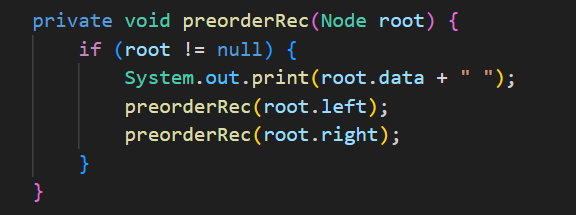 private void preorderRec(Node root) {
    if (root != null) {
        System.out.print(root.data + " ");
        preorderRec(root.left);
        preorderRec(root.right);
    }
}